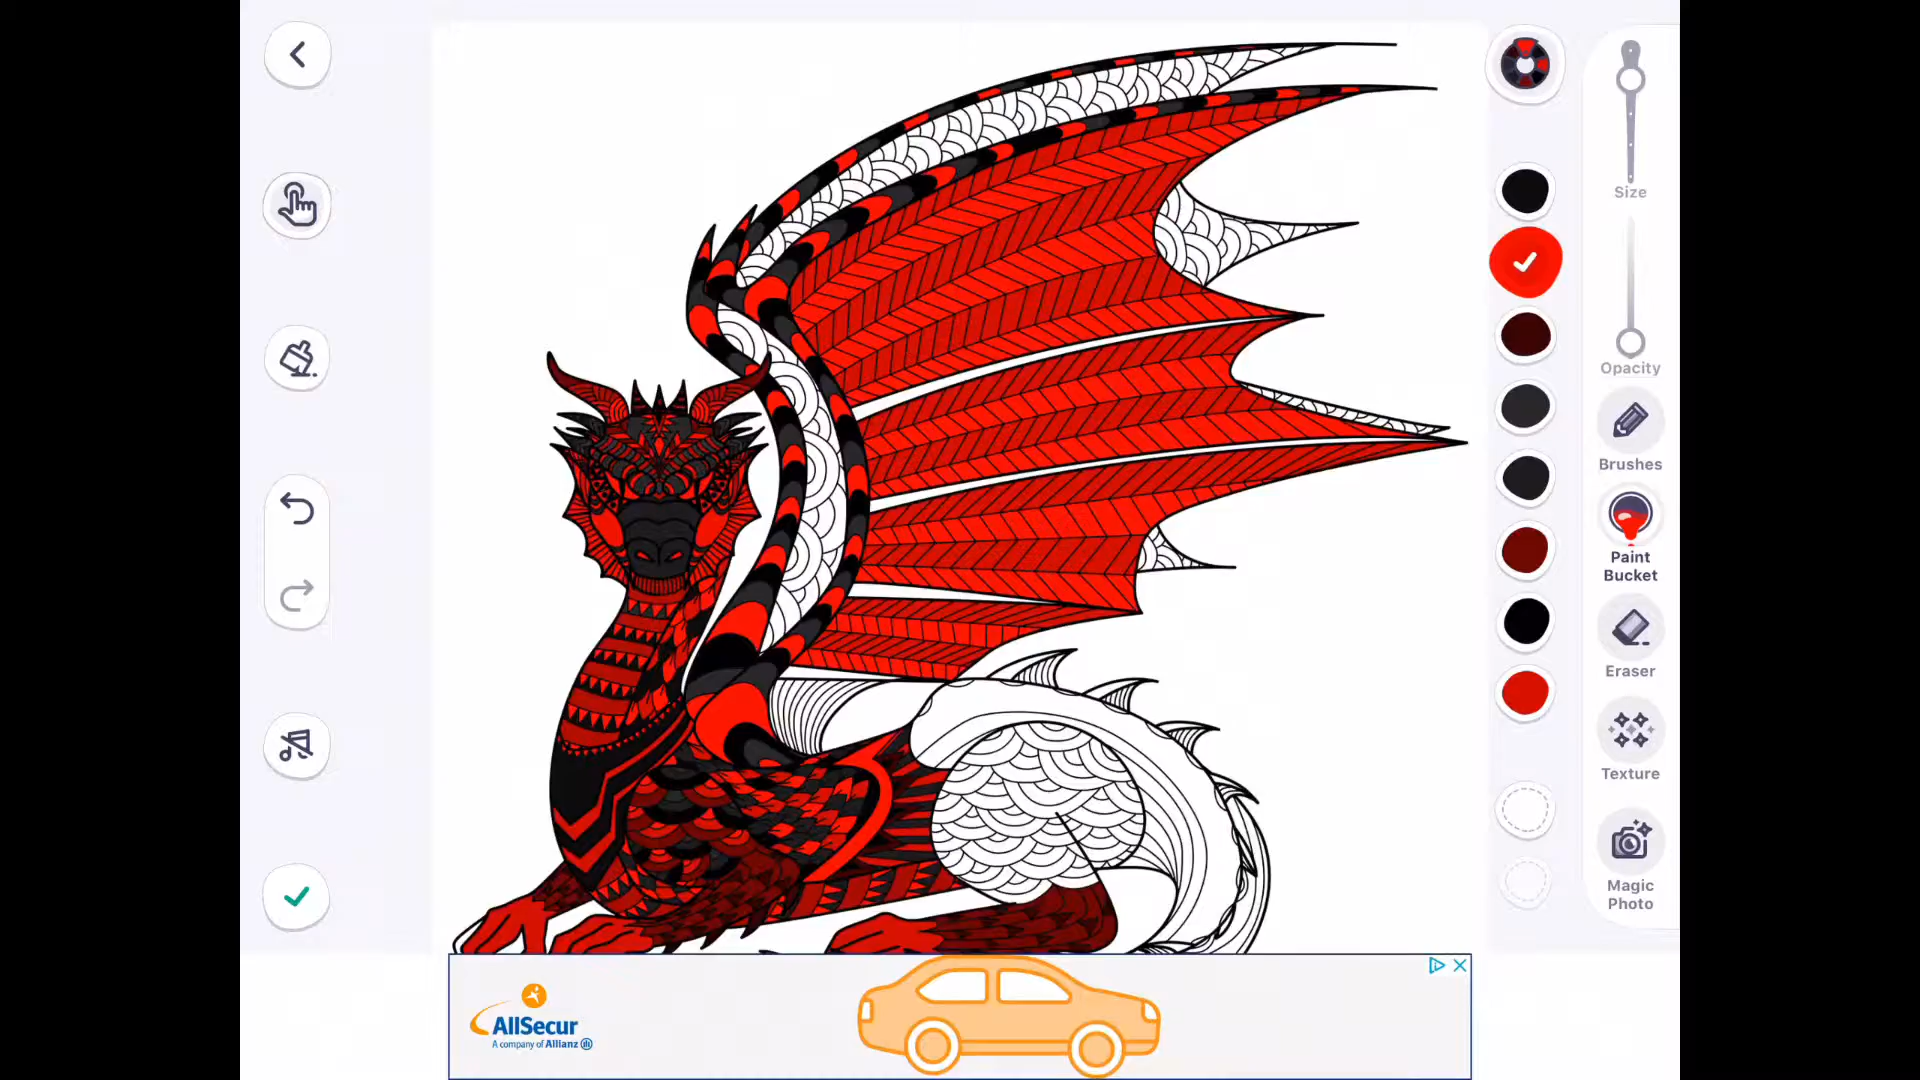 Size
Opacity
Brushes
Paint
Bucket
Eraser
Texture
Magic
Photo
AllSecur
A company of Allianz